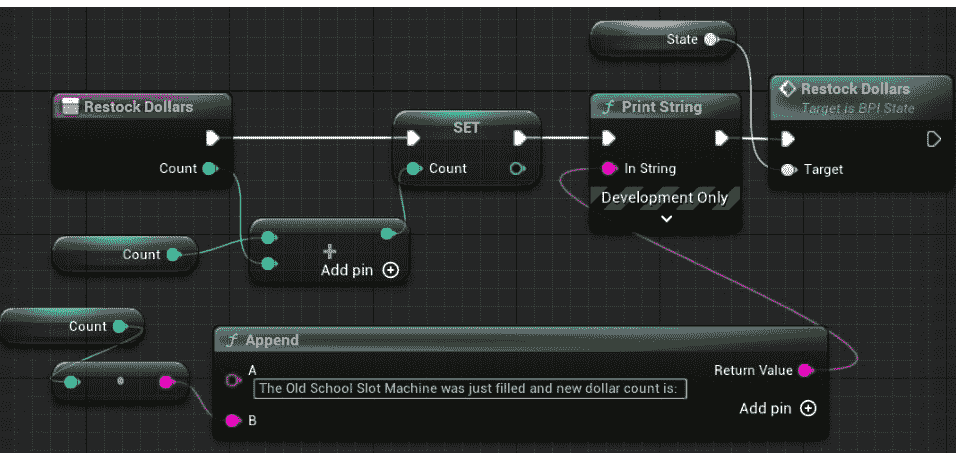 State
Restock Dollars
Target is BPI State
Target
Restock Dollars
Count
SET
Count
Print String
In String
Development Only
Count
Add pin
Count
Append
A
The Old School Slot Machine was just filled and new dollar count is:
B
Return Value
Add pin